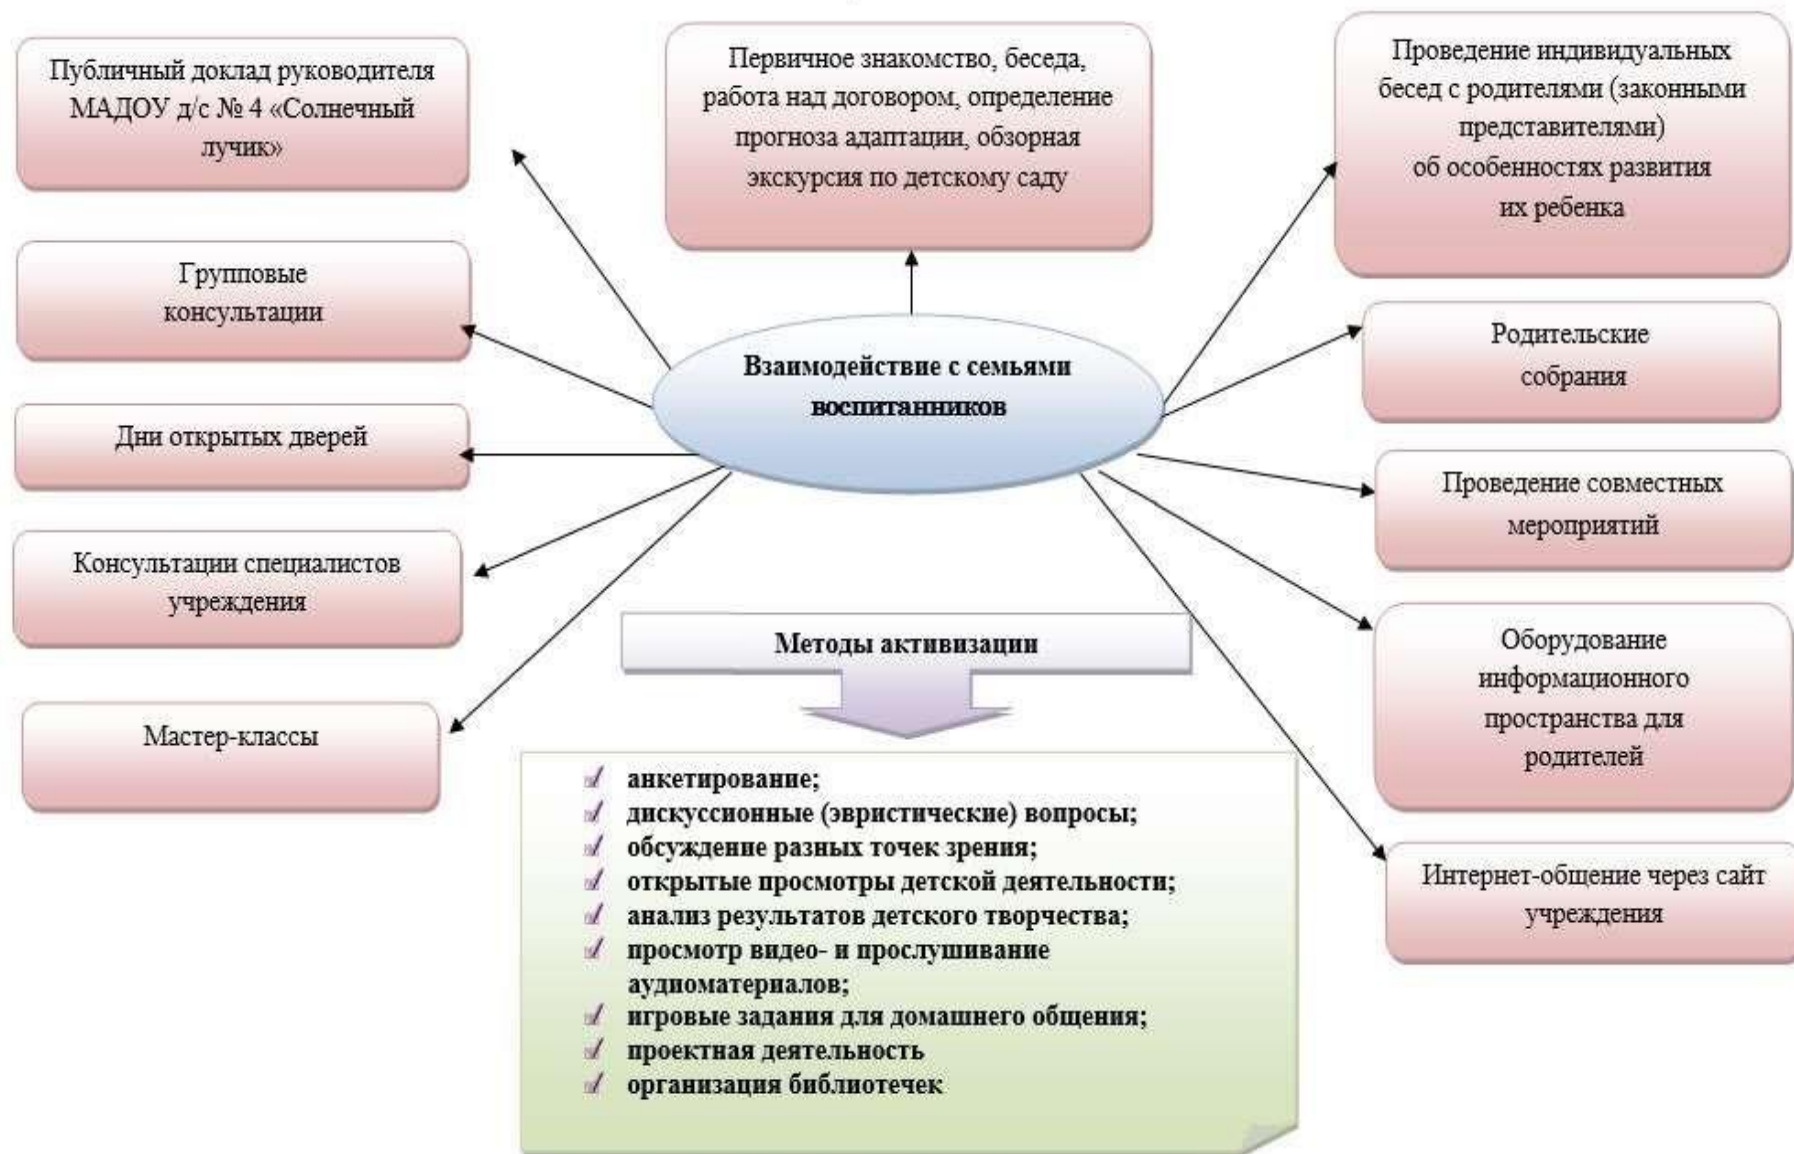 Публичный доклад руководителя
МАДОУ д/с № 4 «Солнечный
лучик»
Первичное знакомство, беседа,
работа над договором, определение
прогноза адаптации, обзорная
экскурсия по детскому саду
Проведение индивидуальных
бесед с родителями (законными
представителями)
об особенностях развития
их ребенка
Групповые
консультации
Взаимодействие с семьями
воспитанников
Родительские
собрания
Дни открытых дверей
Проведение совместных
мероприятий
Консультации специалистов
учреждения
Методы активизации
Оборудование
информационного
пространства для
родителей
Мастер-классы
анкетирование;
дискуссионные (эвристические) вопросы;
обсуждение разных точек зрения;
открытые просмотры детской деятельности;
анализ результатов детского творчества;
просмотр видео- и прослушивание
аудиоматериалов;
игровые задания для домашнего общения;
проектная деятельность
организация библиотечек
Интернет-общение через сайт
учреждения